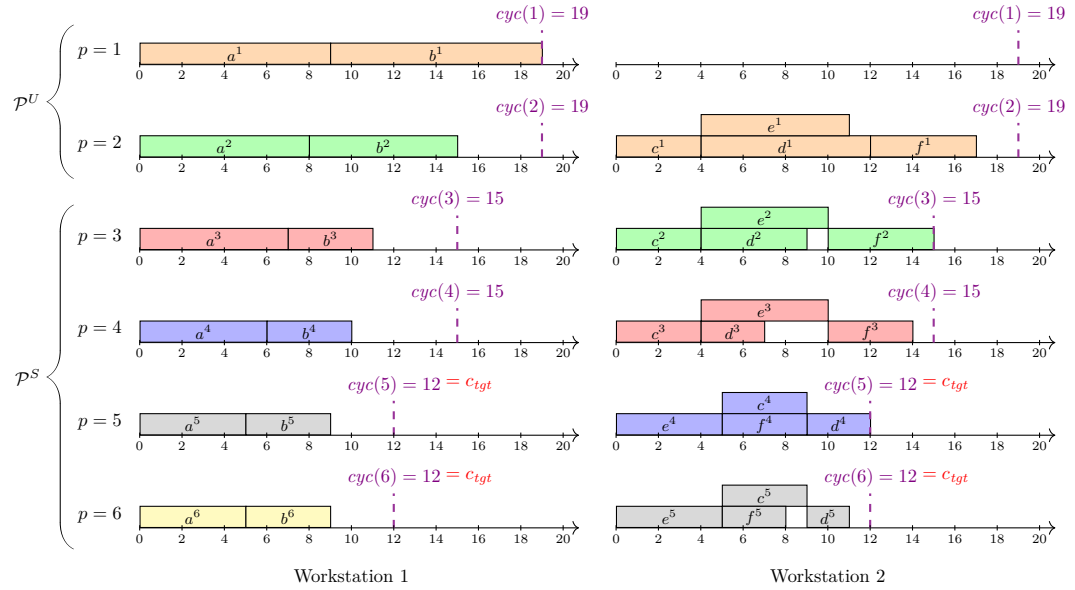 cyc(1) = 19 cyc(1) = 19
p = 1 a^1 b^1
0 2 4 6 8 10 12 14 16 18 20 0 2 4 6 8 10 12 14 16 18 20
𝒫^U
cyc(2) = 19 cyc(2) = 19
e^1
p = 2 a^2 b^2 c^1 d^1 f^1
0 2 4 6 8 10 12 14 16 18 20 0 2 4 6 8 10 12 14 16 18 20
cyc(3) = 15 cyc(3) = 15
e^2
p = 3 a^3 b^3 c^2 d^2 f^2
0 2 4 6 8 10 12 14 16 18 20 0 2 4 6 8 10 12 14 16 18 20
cyc(4) = 15 cyc(4) = 15
e^3
p = 4 a^4 b^4 c^3 d^3 f^3
0 2 4 6 8 10 12 14 16 18 20 0 2 4 6 8 10 12 14 16 18 20
𝒫^S
cyc(5) = 12 = c_{tgt} cyc(5) = 12 = c_{tgt}
c^4
p = 5 a^5 b^5 e^4 f^4 d^4
0 2 4 6 8 10 12 14 16 18 20 0 2 4 6 8 10 12 14 16 18 20
cyc(6) = 12 = c_{tgt} cyc(6) = 12 = c_{tgt}
c^5
p = 6 a^6 b^6 e^5 f^5 d^5
0 2 4 6 8 10 12 14 16 18 20 0 2 4 6 8 10 12 14 16 18 20
Workstation 1 Workstation 2